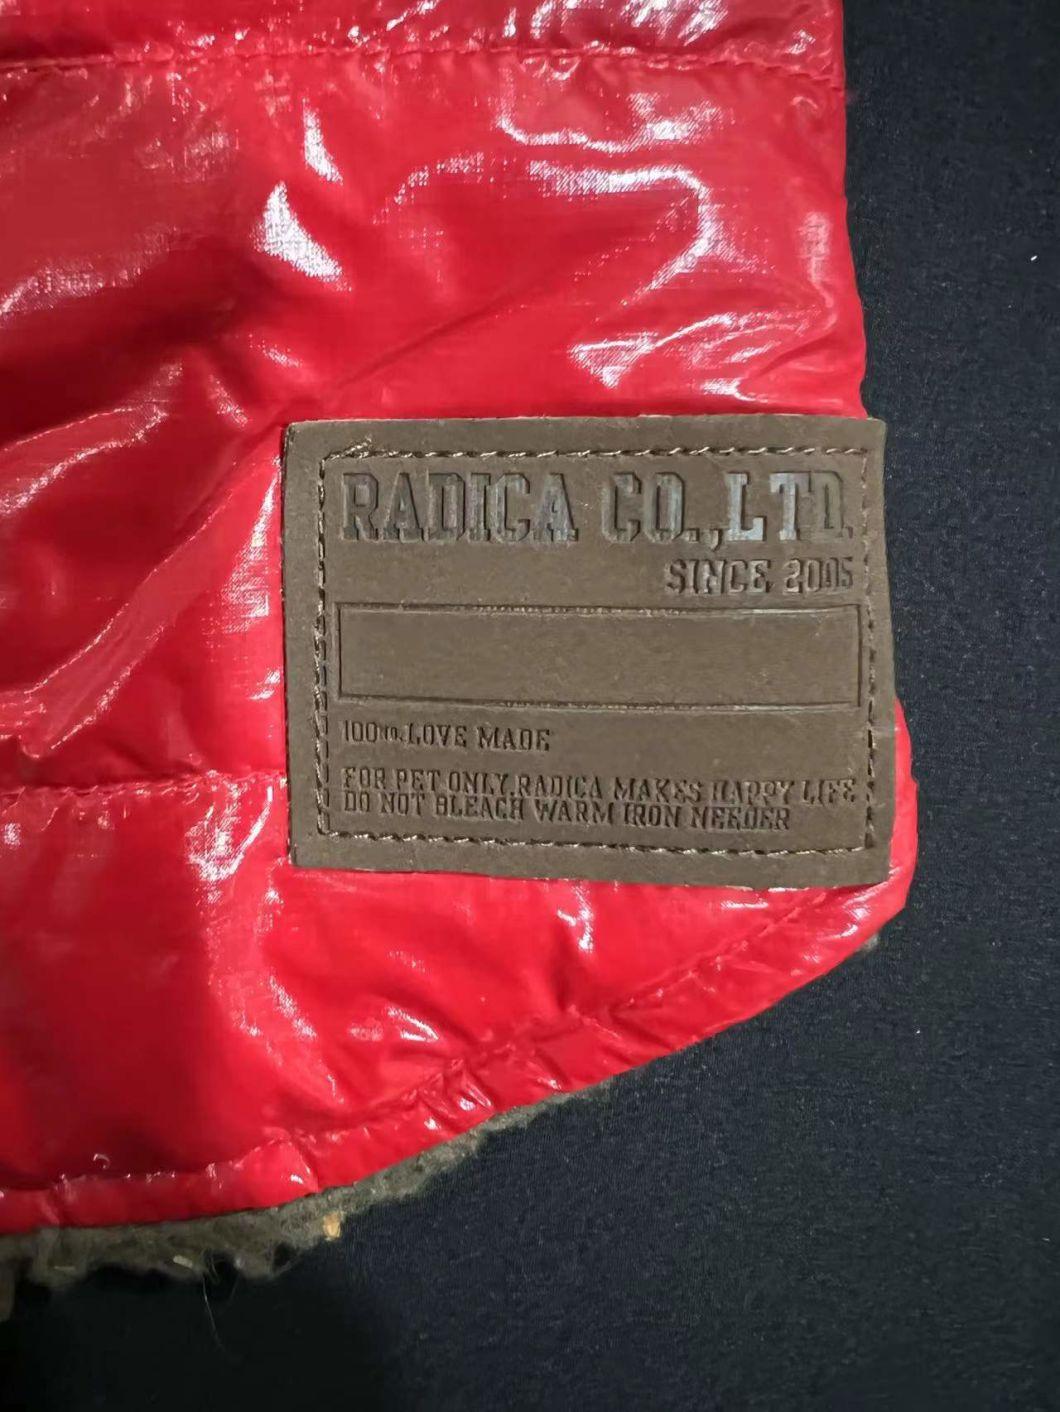 RADICA CO.,LTD.
SINCE 2005
100%.LOVE MADE
FOR PET ONLY.RADICA MAKES HAPPY LIFE
DO NOT BLEACH WARM IRON NEEDER